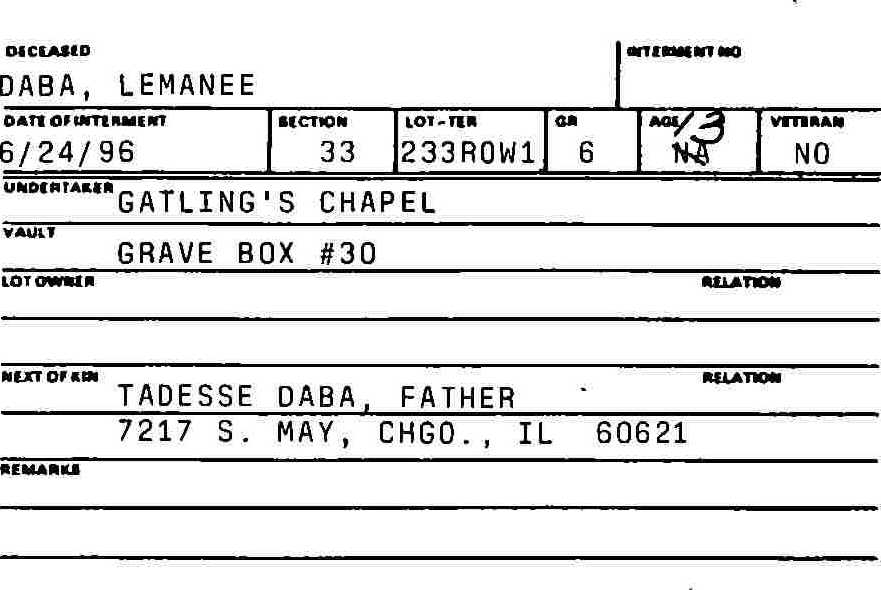 DECEASED INTERMENT NO
DABA, LEMANEE
DATE OF INTERMENT SECTION LOT-TER GR AGE 13 VETERAN
6/24/96 33 233ROW1 6 NA NO
UNDERTAKER GATLING'S CHAPEL
VAULT
GRAVE BOX #30
LOT OWNER RELATION
NEXT OF KIN RELATION
TADESSE DABA, FATHER
7217 S. MAY, CHGO., IL 60621
REMARKS